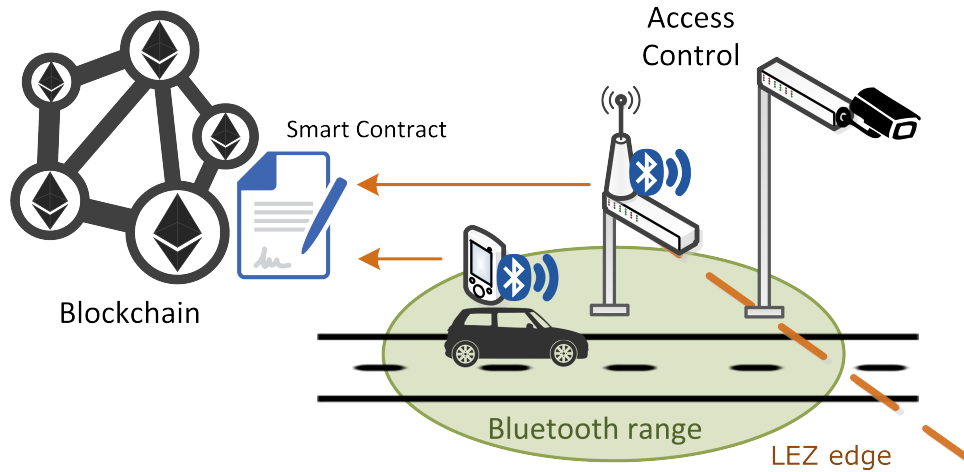 Access
Control
Smart Contract
Blockchain
Bluetooth range
LEZ edge